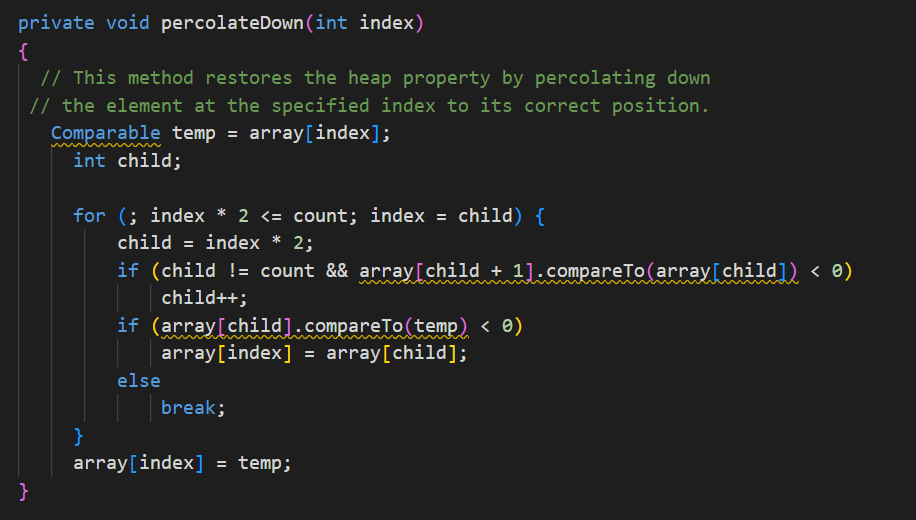 private void percolateDown(int index)
{
// This method restores the heap property by percolating down
// the element at the specified index to its correct position.
Comparable temp = array[index];
int child;
for (; index * 2 <= count; index = child) {
child = index * 2;
if (child != count && array[child + 1].compareTo(array[child]) < 0)
child++;
if (array[child].compareTo(temp) < 0)
array[index] = array[child];
else
break;
}
array[index] = temp;
}